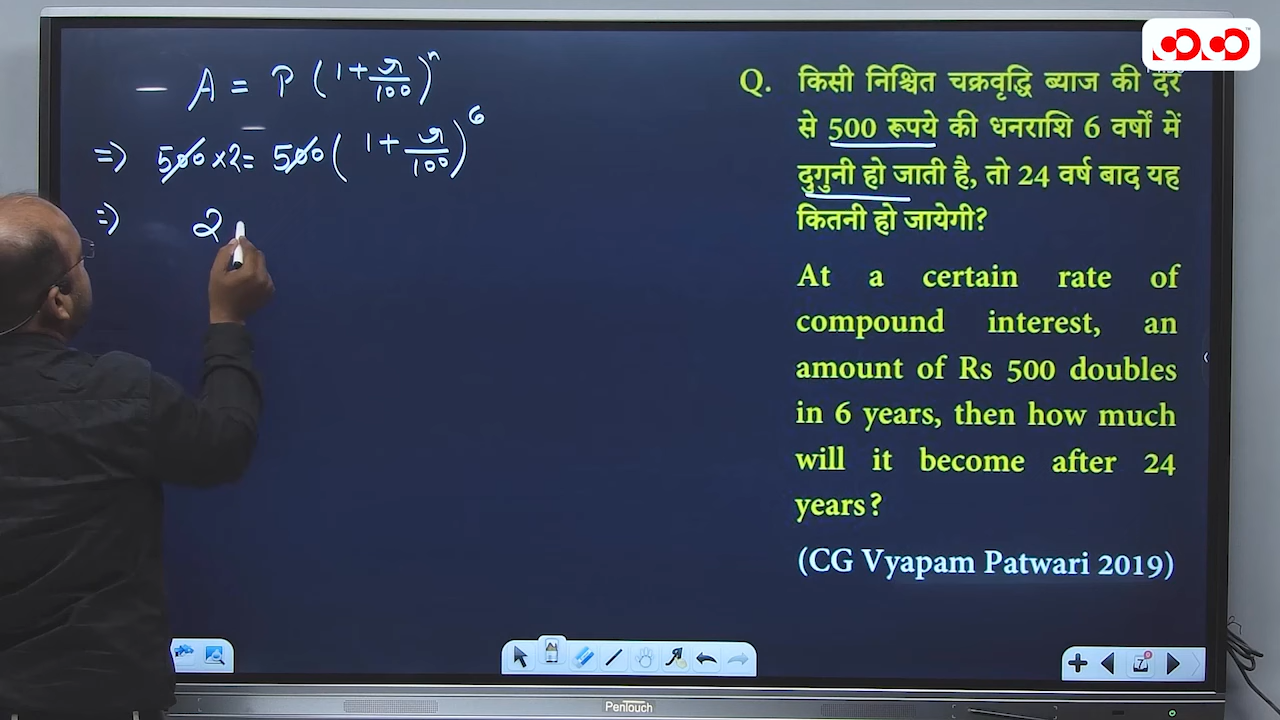 A = P (1 + r/100)^n
=> 500 × 2 = 500 (1 + r/100)^6
=> 2
Q. किसी निश्चित चक्रवृद्धि ब्याज की दर
से 500 रूपये की धनराशि 6 वर्षों में
दुगुनी हो जाती है, तो 24 वर्ष बाद यह
कितनी हो जायेगी?
At a certain rate of
compound interest, an
amount of Rs 500 doubles
in 6 years, then how much
will it become after 24
years?
(CG Vyapam Patwari 2019)
PenTouch